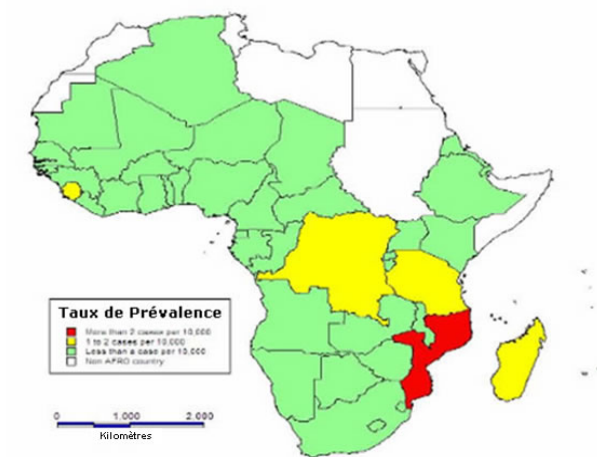 Taux de Prévalence
More than 2 cases per 10,000
1 to 2 cases per 10,000
Less than a case per 10,000
Non AFRO country
0 1.000 2.000
Kilomètres